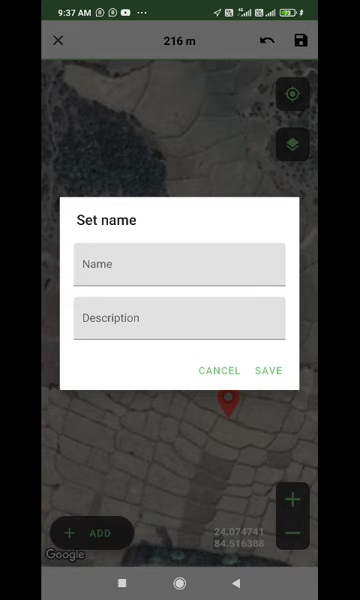 9:37 AM
216 m
Set name
Name
Description
CANCEL SAVE
ADD
24.074741
84.516388
Google